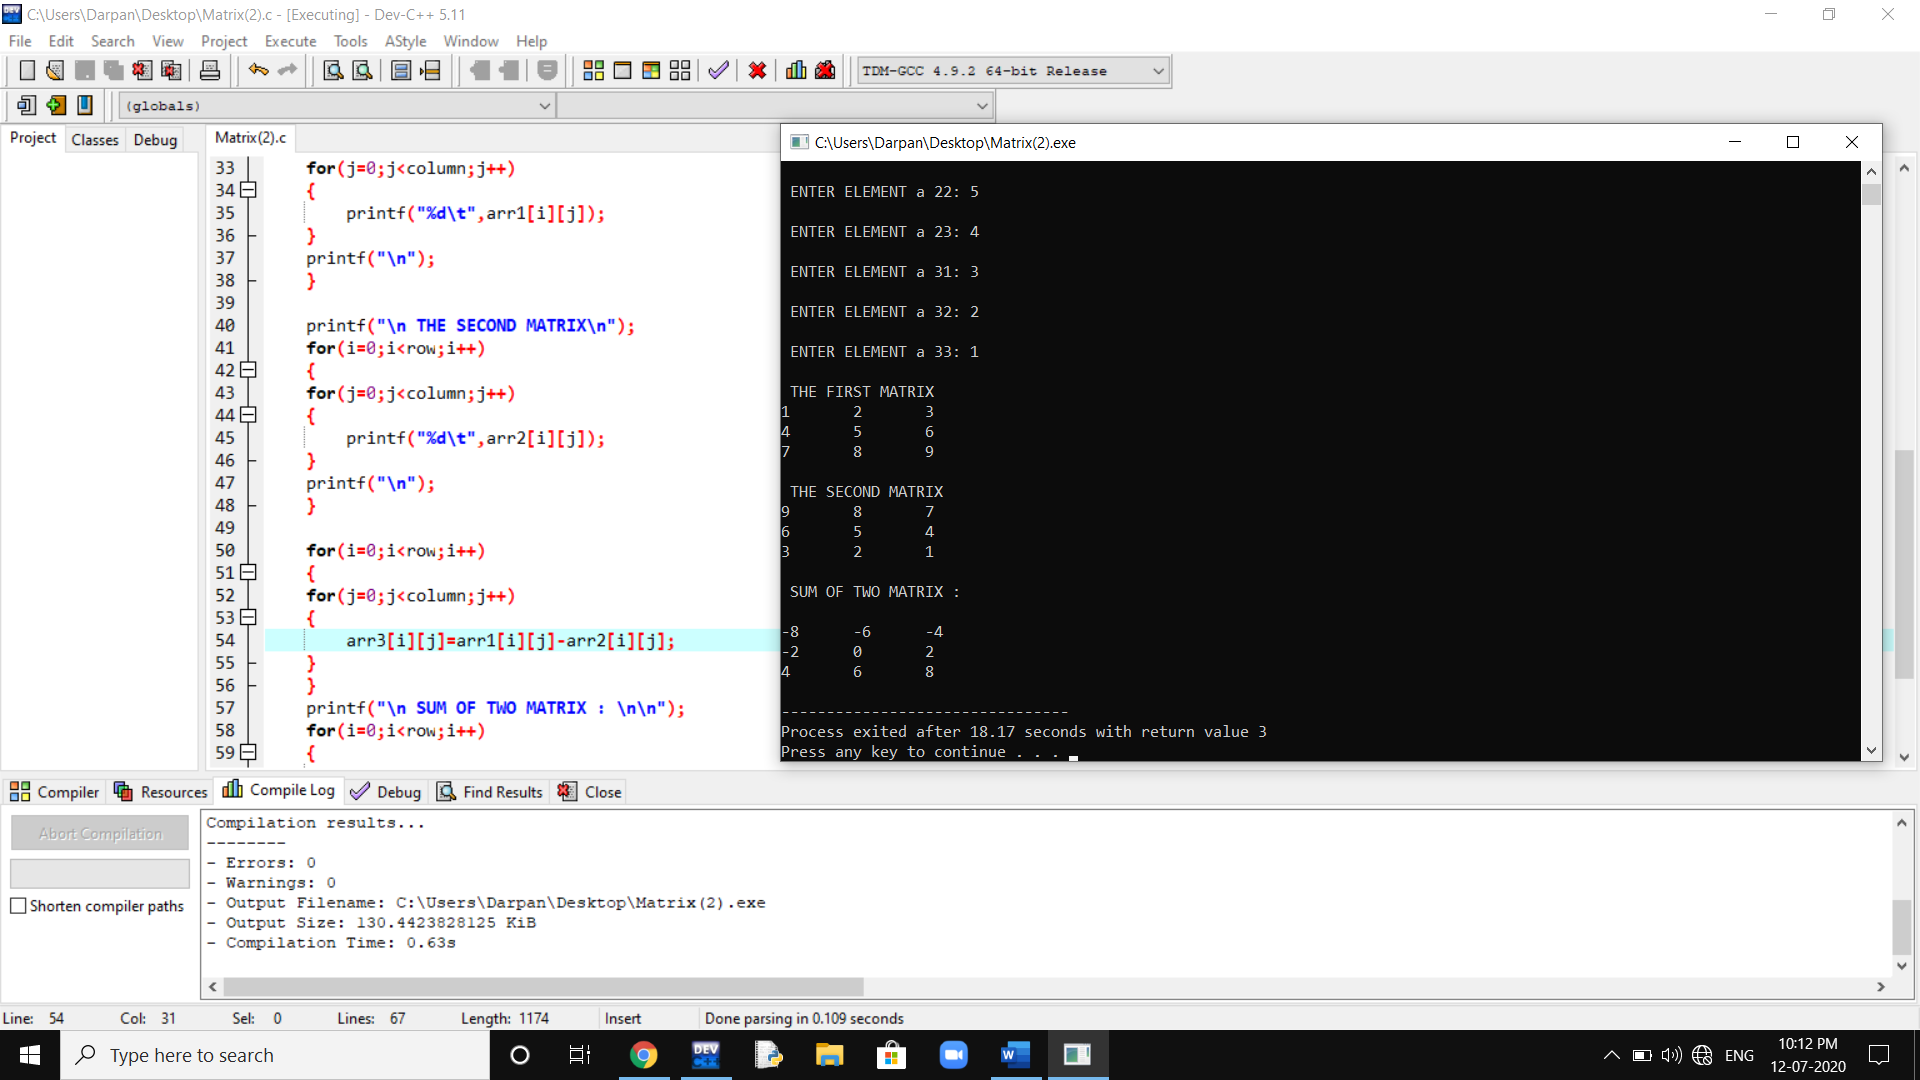 C:\Users\Darpan\Desktop\Matrix(2).c - [Executing] - Dev-C++ 5.11
File Edit Search View Project Execute Tools AStyle Window Help
TDM-GCC 4.9.2 64-bit Release
(globals)
Project Classes Debug
Matrix(2).c
33 for(j=0;j<column;j++)
34 {
35 printf("%d\t",arr1[i][j]);
36 }
37 printf("\n");
38 }
39
40 printf("\n THE SECOND MATRIX\n");
41 for(i=0;i<row;i++)
42 {
43 for(j=0;j<column;j++)
44 {
45 printf("%d\t",arr2[i][j]);
46 }
47 printf("\n");
48 }
49
50 for(i=0;i<row;i++)
51 {
52 for(j=0;j<column;j++)
53 {
54 arr3[i][j]=arr1[i][j]-arr2[i][j];
55 }
56 }
57 printf("\n SUM OF TWO MATRIX : \n\n");
58 for(i=0;i<row;i++)
59 {
C:\Users\Darpan\Desktop\Matrix(2).exe
ENTER ELEMENT a 22: 5
ENTER ELEMENT a 23: 4
ENTER ELEMENT a 31: 3
ENTER ELEMENT a 32: 2
ENTER ELEMENT a 33: 1
THE FIRST MATRIX
1 2 3
4 5 6
7 8 9
THE SECOND MATRIX
9 8 7
6 5 4
3 2 1
SUM OF TWO MATRIX :
-8 -6 -4
-2 0 2
4 6 8
--------------------------------
Process exited after 18.17 seconds with return value 3
Press any key to continue . . .
Compiler Resources Compile Log Debug Find Results Close
Abort Compilation
Shorten compiler paths
Compilation results...
--------
- Errors: 0
- Warnings: 0
- Output Filename: C:\Users\Darpan\Desktop\Matrix(2).exe
- Output Size: 130.4423828125 KiB
- Compilation Time: 0.63s
Line: 54 Col: 31 Sel: 0 Lines: 67 Length: 1174 Insert Done parsing in 0.109 seconds
Type here to search
DEV
ENG
10:12 PM
12-07-2020